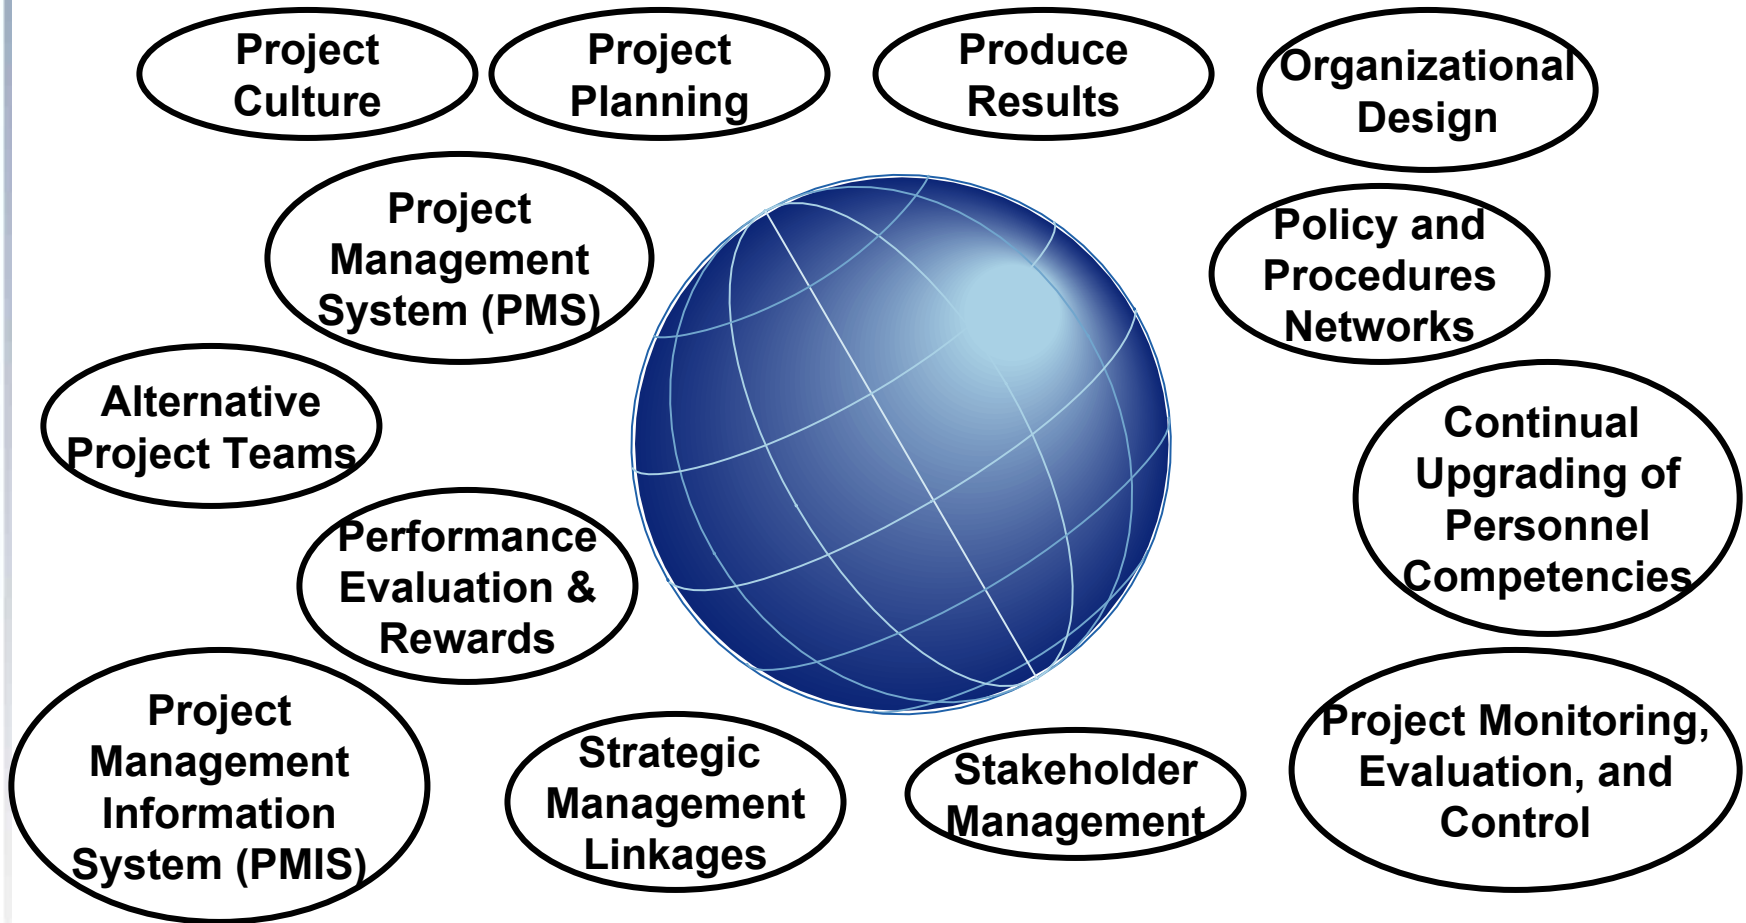 Project
Culture
Project
Planning
Produce
Results
Organizational
Design
Project
Management
System (PMS)
Policy and
Procedures
Networks
Alternative
Project Teams
Continual
Upgrading of
Personnel
Competencies
Performance
Evaluation &
Rewards
Project
Management
Information
System (PMIS)
Strategic
Management
Linkages
Stakeholder
Management
Project Monitoring,
Evaluation, and
Control